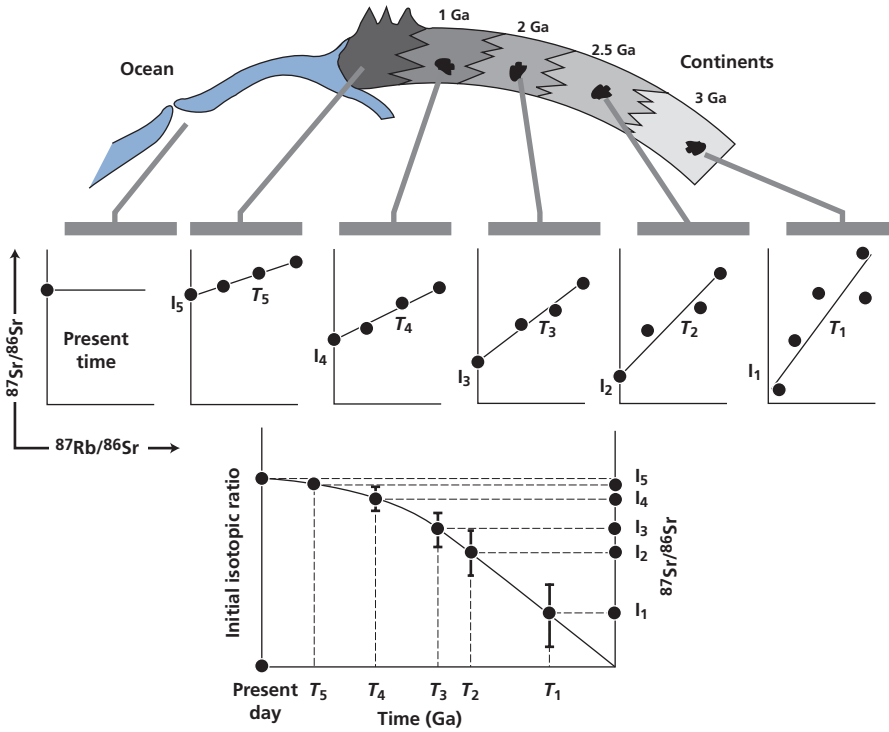 1 Ga
2 Ga
2.5 Ga
3 Ga
Ocean
Continents
87Sr/86Sr
Present
time
I5
T5
I4
T4
I3
T3
I2
T2
I1
T1
87Rb/86Sr
Initial isotopic ratio
I5
I4
I3
I2
I1
87Sr/86Sr
Present
day
T5
T4
T3
T2
T1
Time (Ga)